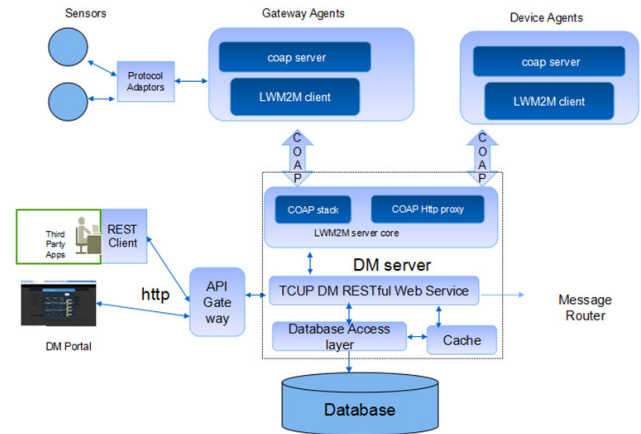 Sensors
Gateway Agents
Device Agents
coap server
LWM2M client
coap server
LWM2M client
Protocol
Adaptors
COAP
COAP
COAP stack
COAP Http proxy
LWM2M server core
Third
Party
Apps
REST
Client
DM server
http
API
Gate
way
TCUP DM RESTful Web Service
Message
Router
Database Access
layer
Cache
DM Portal
Database